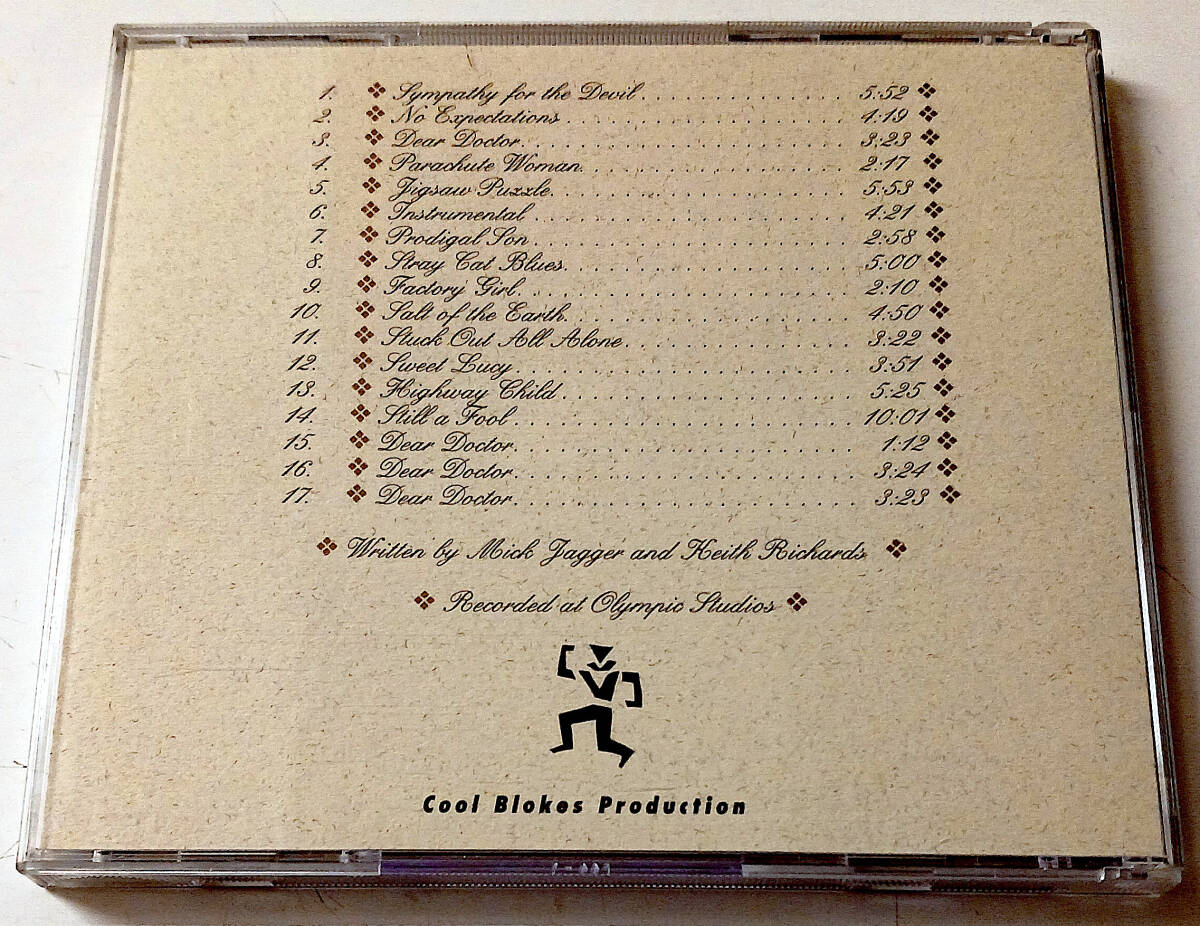 1. Sympathy for the Devil. . . . . . . . . . . . . . . . . . 5:52
2. No Expectations . . . . . . . . . . . . . . . . . . . . . . 4:19
3. Dear Doctor. . . . . . . . . . . . . . . . . . . . . . . . . 3:23
4. Parachute Woman. . . . . . . . . . . . . . . . . . . . . 2:17
5. Jigsaw Puzzle. . . . . . . . . . . . . . . . . . . . . . . 5:53
6. Instrumental . . . . . . . . . . . . . . . . . . . . . . . . 4:21
7. Prodigal Son . . . . . . . . . . . . . . . . . . . . . . . . 2:58
8. Stray Cat Blues. . . . . . . . . . . . . . . . . . . . . . 5:00
9. Factory Girl . . . . . . . . . . . . . . . . . . . . . . . . 2:10
10. Salt of the Earth. . . . . . . . . . . . . . . . . . . . . 4:50
11. Stuck Out All Alone. . . . . . . . . . . . . . . . . . 3:22
12. Sweet Lucy . . . . . . . . . . . . . . . . . . . . . . . . 3:51
13. Highway Child . . . . . . . . . . . . . . . . . . . . . . 5:25
14. Still a Fool . . . . . . . . . . . . . . . . . . . . . . . . 10:01
15. Dear Doctor. . . . . . . . . . . . . . . . . . . . . . . . 1:12
16. Dear Doctor. . . . . . . . . . . . . . . . . . . . . . . . 3:24
17. Dear Doctor. . . . . . . . . . . . . . . . . . . . . . . . 3:23
Written by Mick Jagger and Keith Richards
Recorded at Olympic Studios
Cool Blokes Production